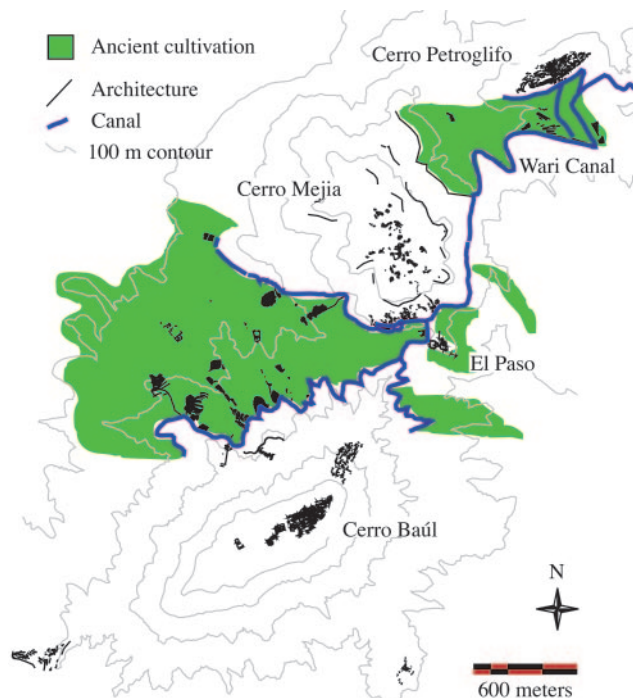 Ancient cultivation
Architecture
Canal
100 m contour
Cerro Petroglifo
Wari Canal
Cerro Mejia
El Paso
Cerro Baúl
N
600 meters